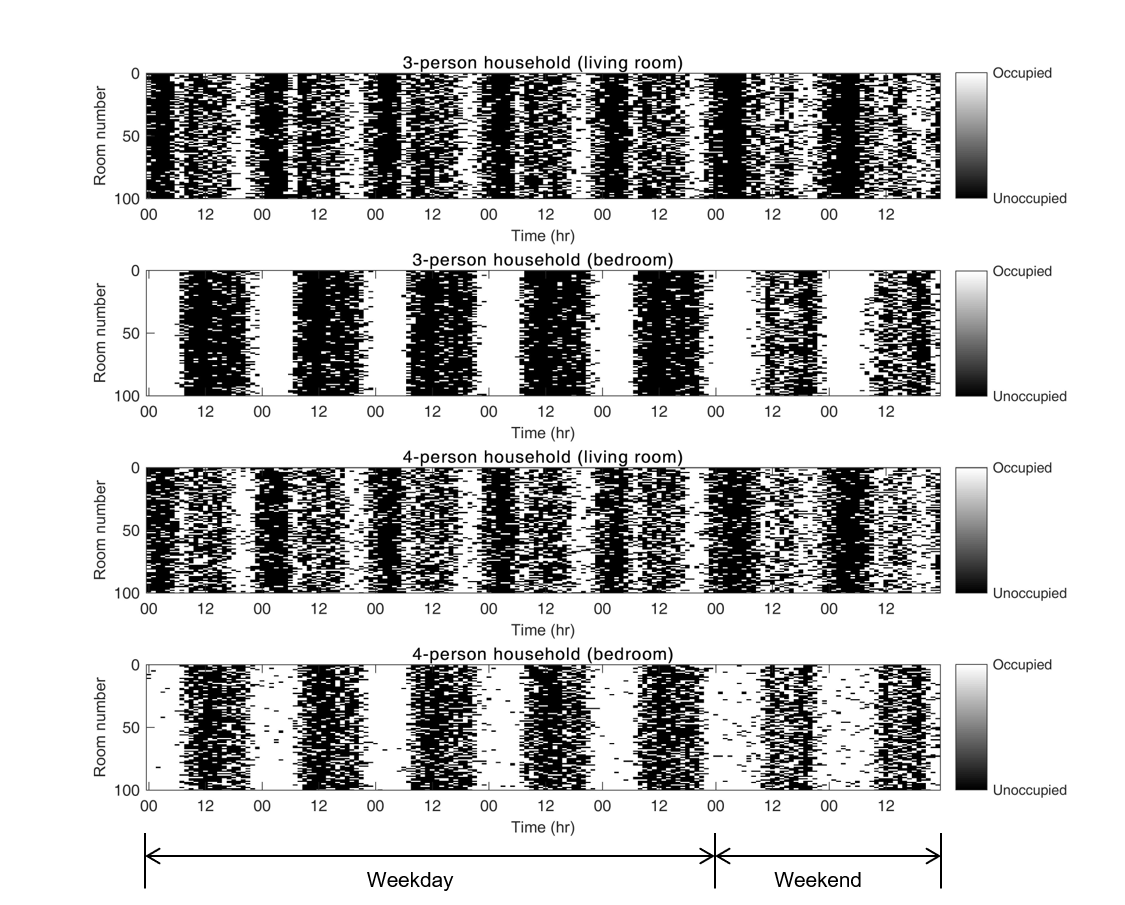 3-person household (living room)
Room number
0
50
100
00 12 00 12 00 12 00 12 00 12 00 12 00 12
Time (hr)
Occupied
Unoccupied
3-person household (bedroom)
Room number
0
50
100
00 12 00 12 00 12 00 12 00 12 00 12 00 12
Time (hr)
Occupied
Unoccupied
4-person household (living room)
Room number
0
50
100
00 12 00 12 00 12 00 12 00 12 00 12 00 12
Time (hr)
Occupied
Unoccupied
4-person household (bedroom)
Room number
0
50
100
00 12 00 12 00 12 00 12 00 12 00 12 00 12
Time (hr)
Occupied
Unoccupied
Weekday Weekend